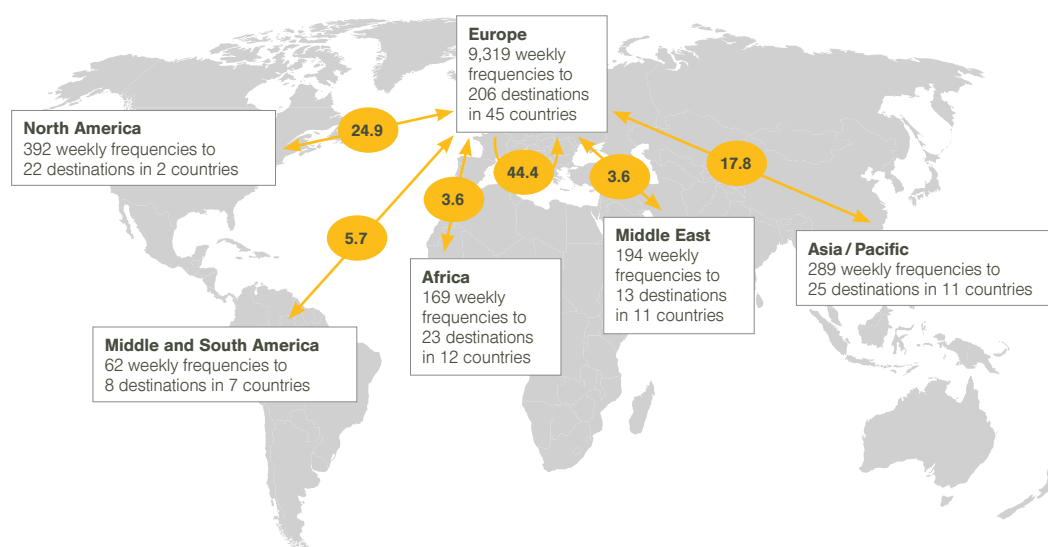 Europe
9,319 weekly
frequencies to
206 destinations
in 45 countries
North America
392 weekly frequencies to
22 destinations in 2 countries
24.9
44.4
3.6
17.8
3.6
5.7
Middle East
194 weekly
frequencies to
13 destinations
in 11 countries
Asia / Pacific
289 weekly frequencies to
25 destinations in 11 countries
Africa
169 weekly
frequencies to
23 destinations
in 12 countries
Middle and South America
62 weekly frequencies to
8 destinations in 7 countries